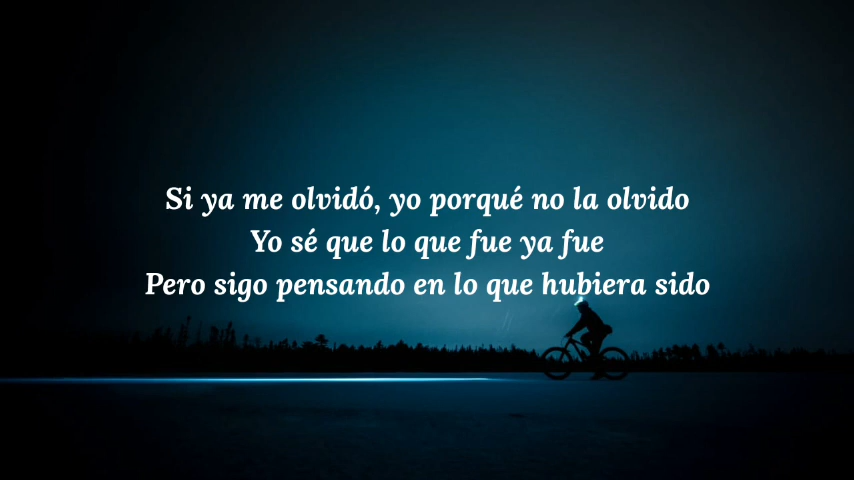 Si ya me olvidó, yo porqué no la olvido
Yo sé que lo que fue ya fue
Pero sigo pensando en lo que hubiera sido